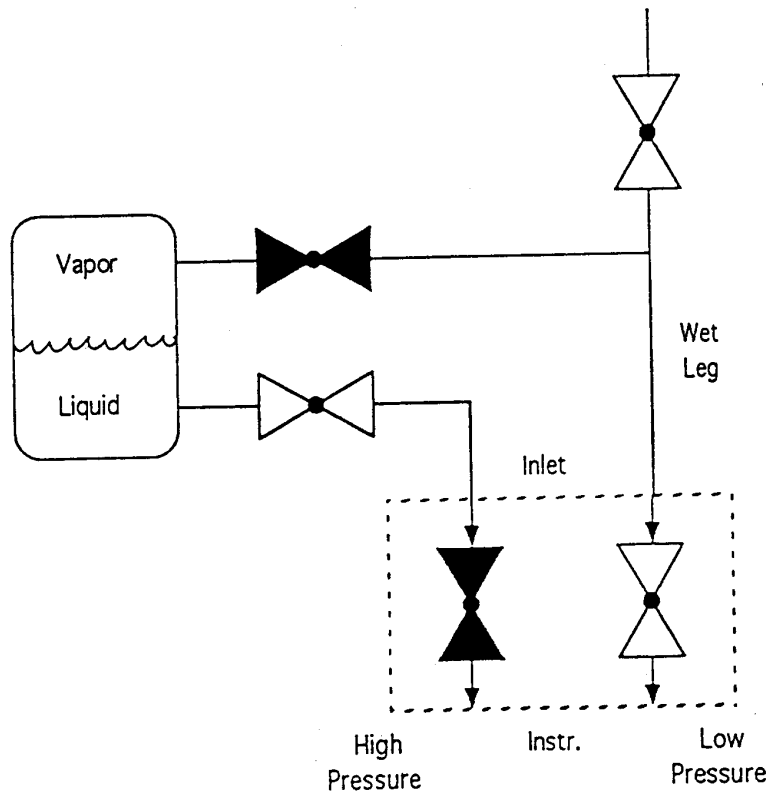 Vapor
Liquid
Wet
Leg
Inlet
High
Pressure
Instr.
Low
Pressure